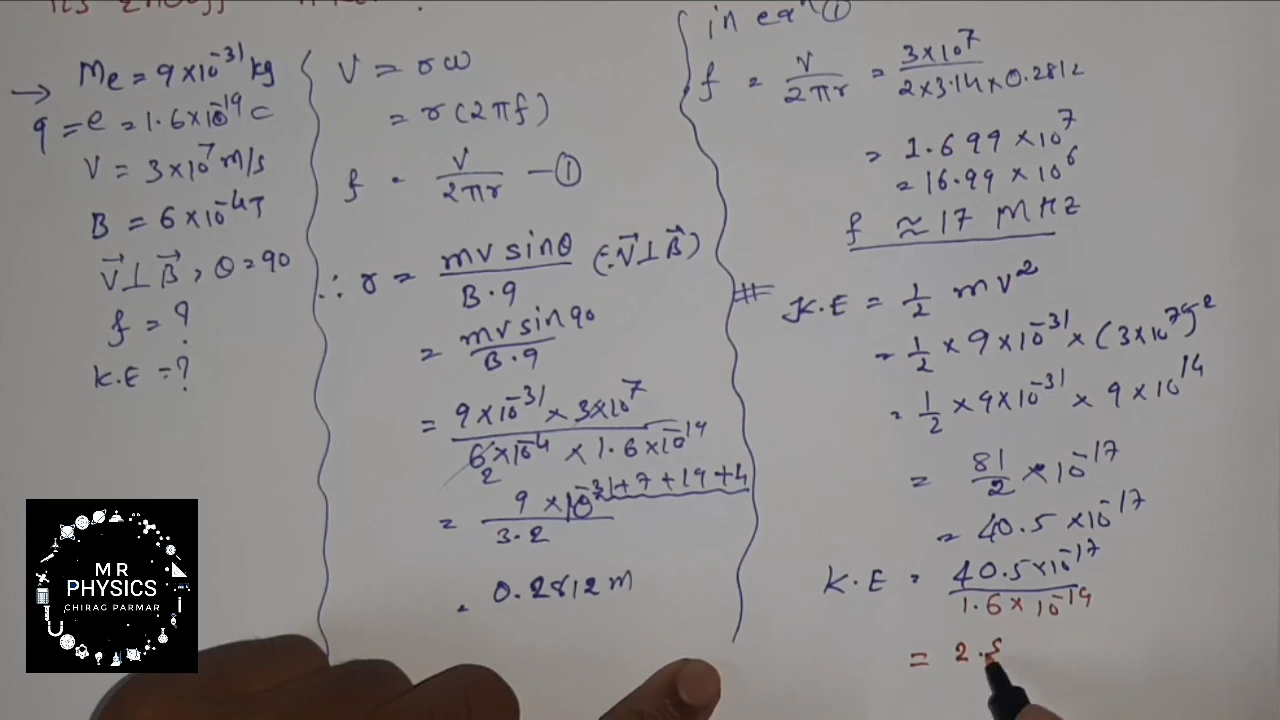 its energy
→ Me = 9×10⁻³¹ kg
q = e = 1.6×10⁻¹⁹ C
V = 3×10⁷ m/s
B = 6×10⁻⁴ T
V⃗ ⊥ B⃗, θ = 90
f = ?
K.E = ?
V = rω
= r(2πf)
f = V/2πr — ①
∴ r = mv sinθ / B·q (∵ V⃗ ⊥ B⃗)
= mv sin 90 / B·q
= 9×10⁻³¹ × 3×10⁷ / 6×10⁻⁴ × 1.6×10⁻¹⁹
2
= 9×10⁻³¹⁺⁷⁺¹⁹⁺⁴ / 3.2
= 0.2812 m
in eqⁿ ①
f = V/2πr = 3×10⁷ / 2×3.14×0.2812
= 1.699×10⁷
= 16.99×10⁶
f ≈ 17 MHz
# K.E = 1/2 mv²
= 1/2 × 9×10⁻³¹ × (3×10⁷)²
= 1/2 × 9×10⁻³¹ × 9×10¹⁴
= 81/2 × 10⁻¹⁷
= 40.5×10⁻¹⁷
K.E = 40.5×10⁻¹⁷ / 1.6×10⁻¹⁹
= 2.5
MR
PHYSICS
CHIRAG PARMAR